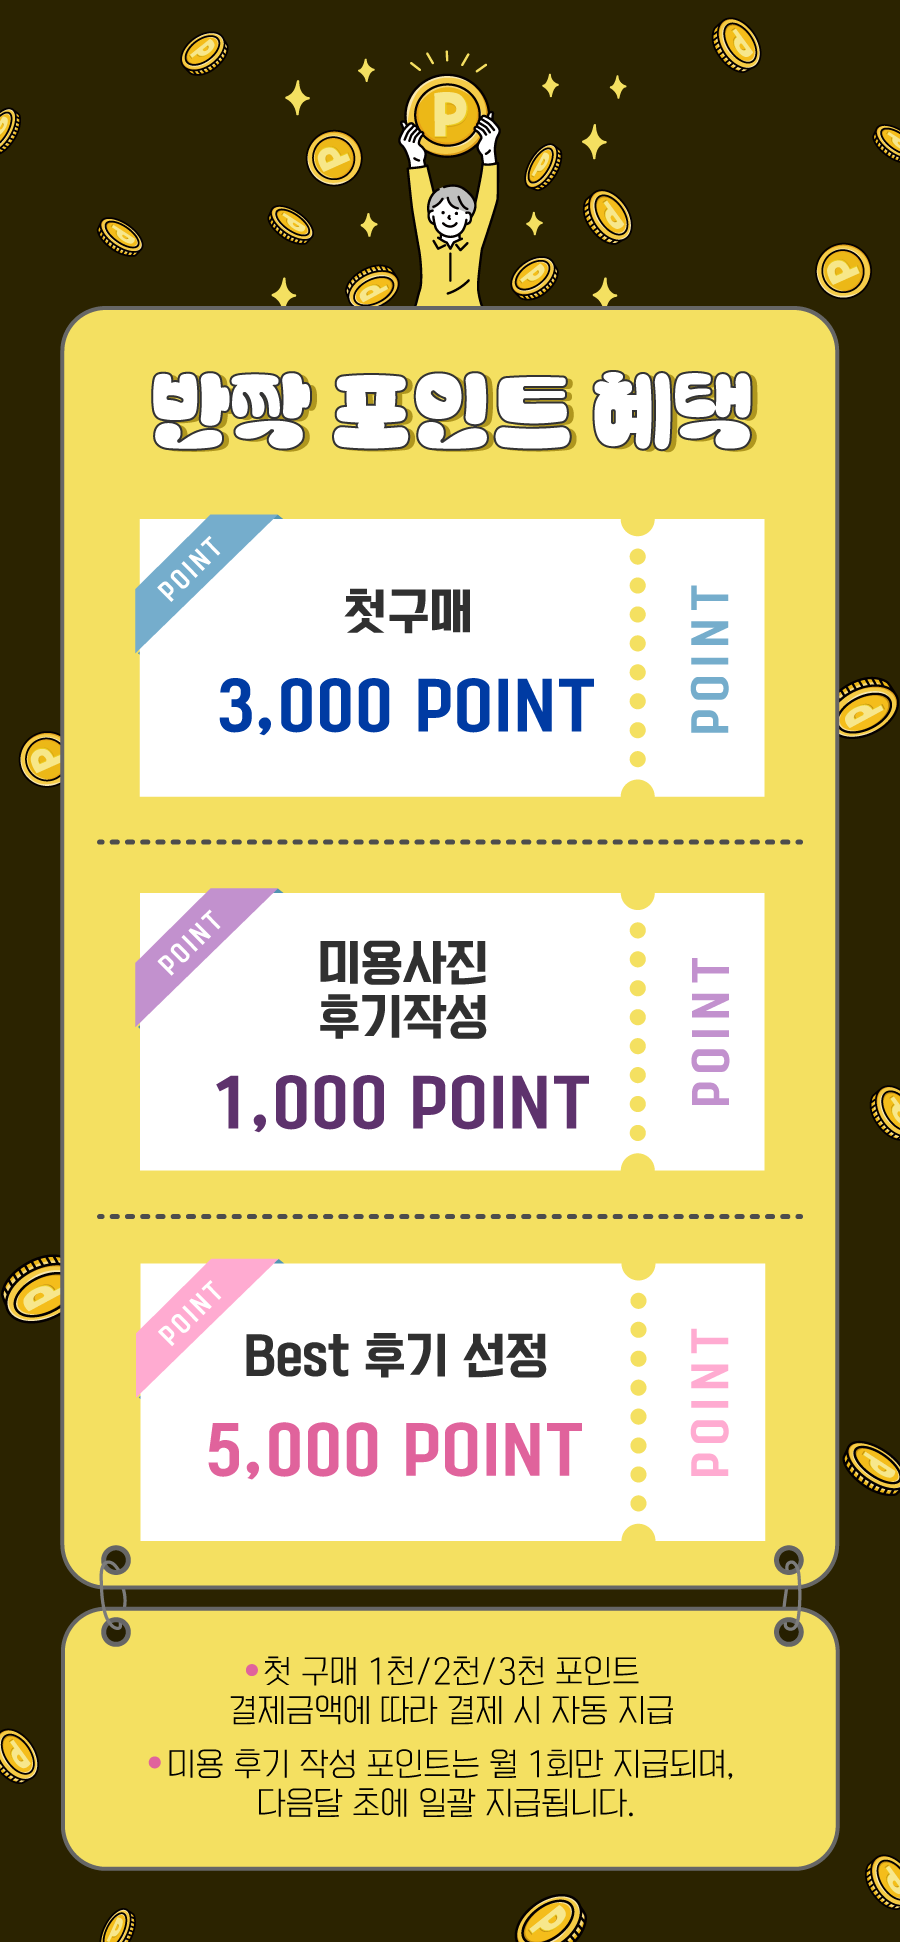 P
반짝 포인트 혜택
POINT
첫구매
3,000 POINT
POINT
POINT
미용사진
후기작성
1,000 POINT
POINT
POINT
Best 후기 선정
5,000 POINT
POINT
•첫 구매 1천/2천/3천 포인트
결제금액에 따라 결제 시 자동 지급
•미용 후기 작성 포인트는 월 1회만 지급되며,
다음달 초에 일괄 지급됩니다.